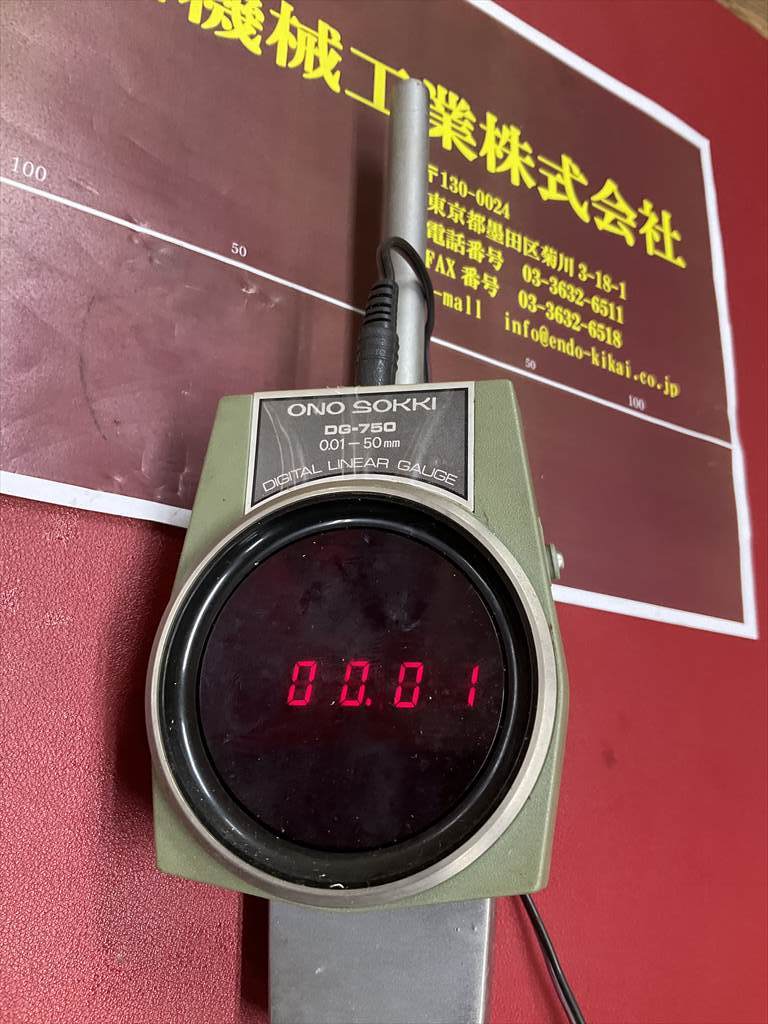 機械工業株式会社
〒130-0024
東京都墨田区菊川 3-18-1
電話番号 03-3632-6511
FAX 番号 03-3632-6518
-mall info@endo-kikai.co.jp
100
50
50
100
ONO SOKKI
DG-750
0.01-50mm
DIGITAL LINEAR GAUGE
00.01